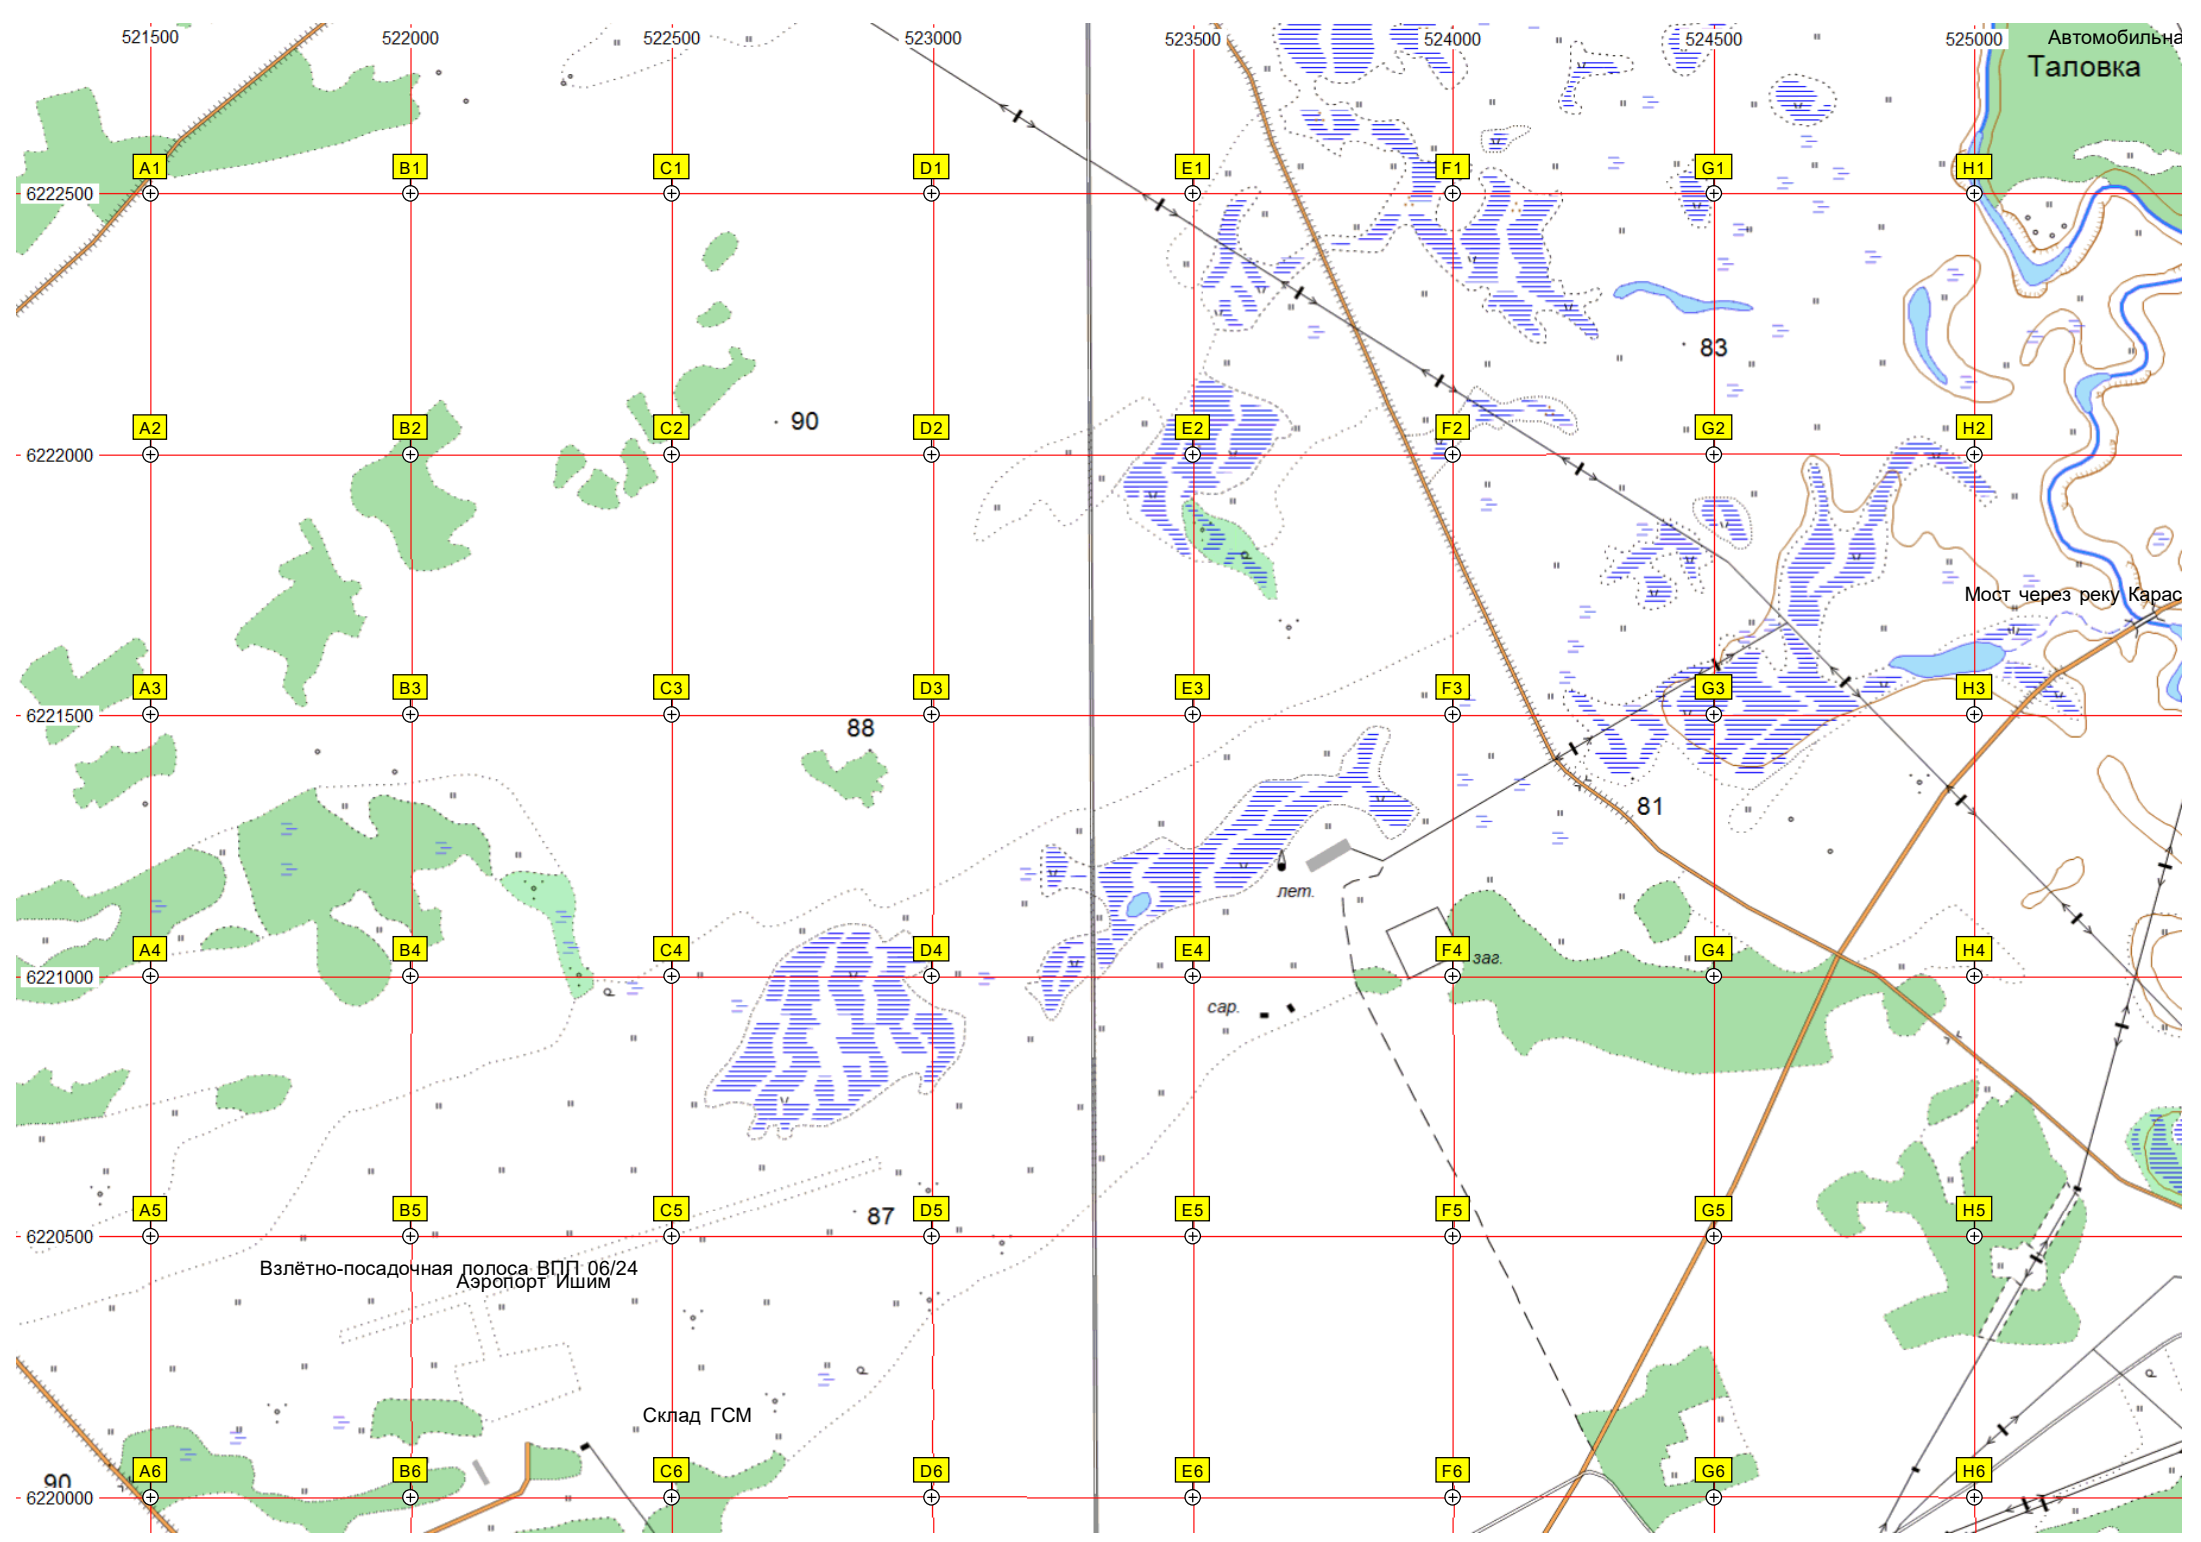 521500 522000 522500 523000 523500 524000 524500 525000 Автомобильна
Таловка
A1 B1 C1 D1 E1 F1 G1 H1
6222500
83
90
A2 B2 C2 D2 E2 F2 G2 H2
6222000
Мост через реку Карас
A3 B3 C3 D3 E3 F3 G3 H3
6221500
88
81
лет.
A4 B4 C4 D4 E4 F4 G4 H4
заг.
6221000
сар.
A5 B5 C5 D5 E5 F5 G5 H5
87
6220500
Взлётно-посадочная полоса ВПП 06/24
Аэропорт Ишим
Склад ГСМ
A6 B6 C6 D6 E6 F6 G6 H6
90
6220000